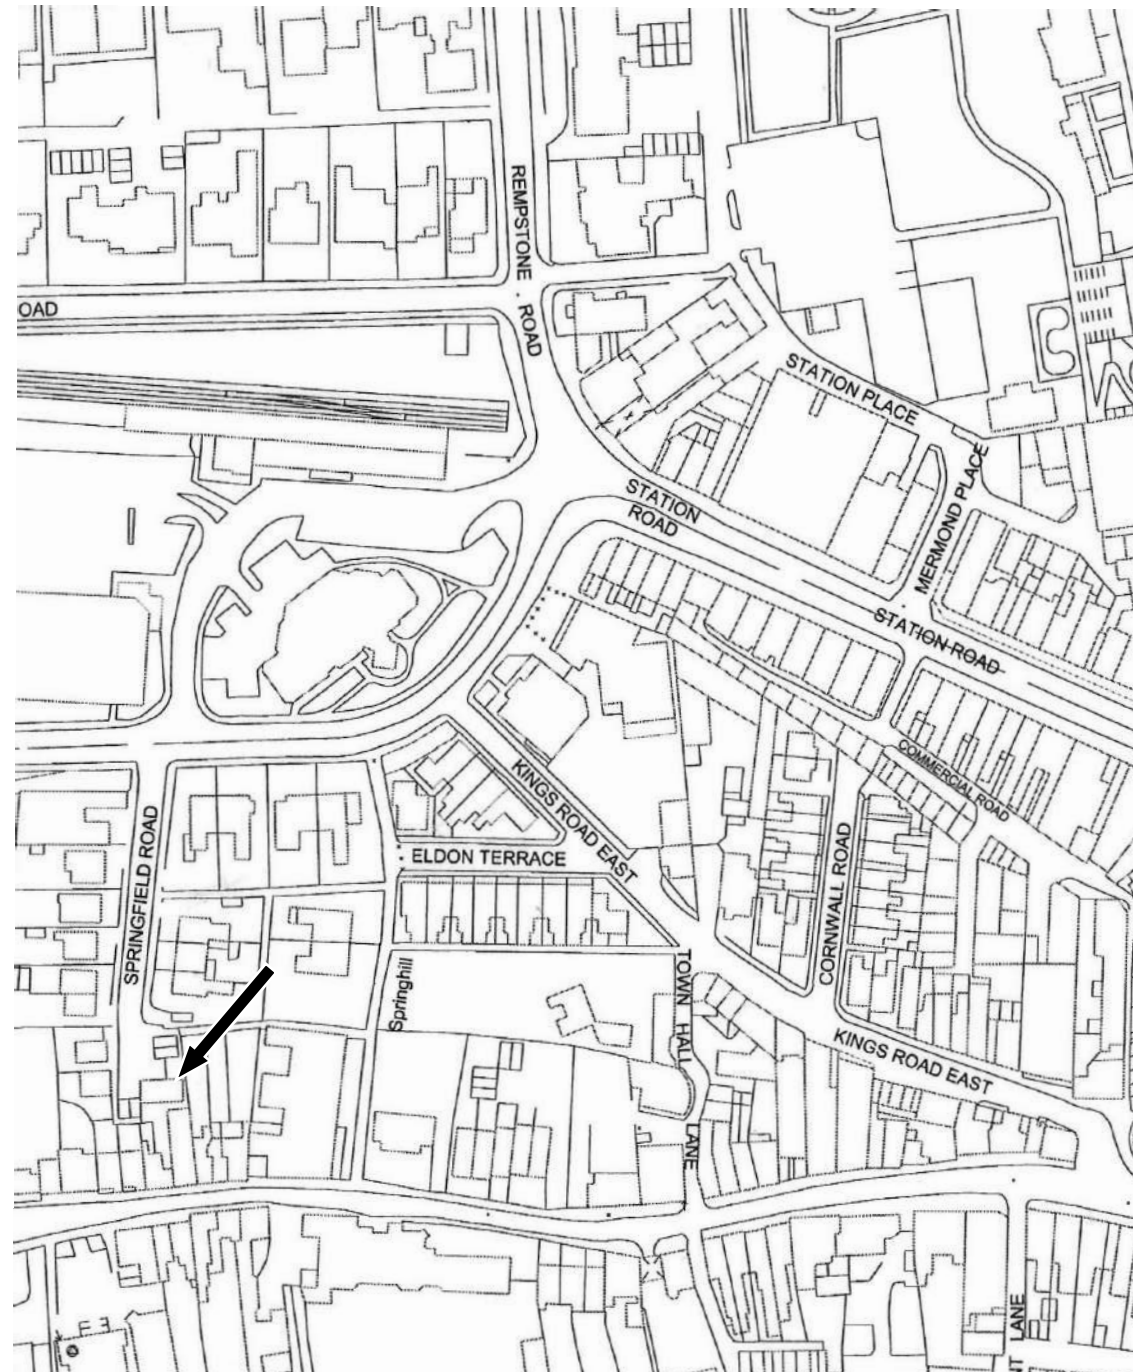 REMPSTONE ROAD
OAD
STATION PLACE
MERMOND PLACE
STATION
ROAD
STATION ROAD
COMMERCIAL ROAD
KINGS ROAD EAST
SPRINGFIELD ROAD
ELDON TERRACE
CORNWALL ROAD
Springhill
TOWN HALL LANE
KINGS ROAD EAST
NT LANE